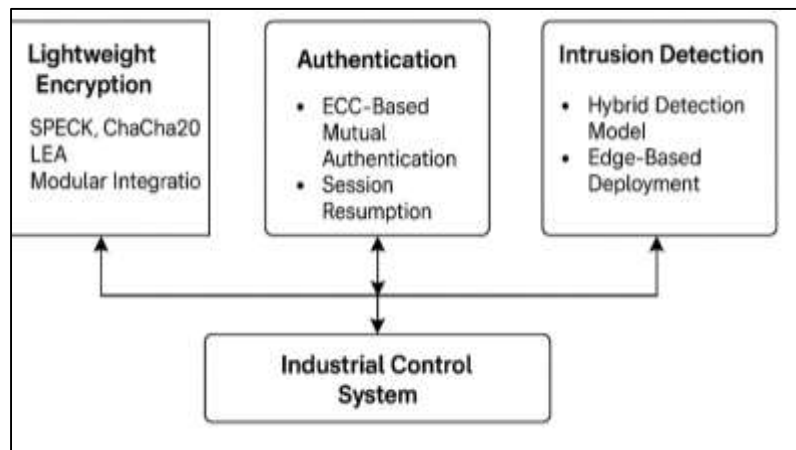 Lightweight
Encryption
SPECK, ChaCha20
LEA
Modular Integratio
Authentication
• ECC-Based
Mutual
Authentication
• Session
Resumption
Intrusion Detection
• Hybrid Detection
Model
• Edge-Based
Deployment
Industrial Control
System